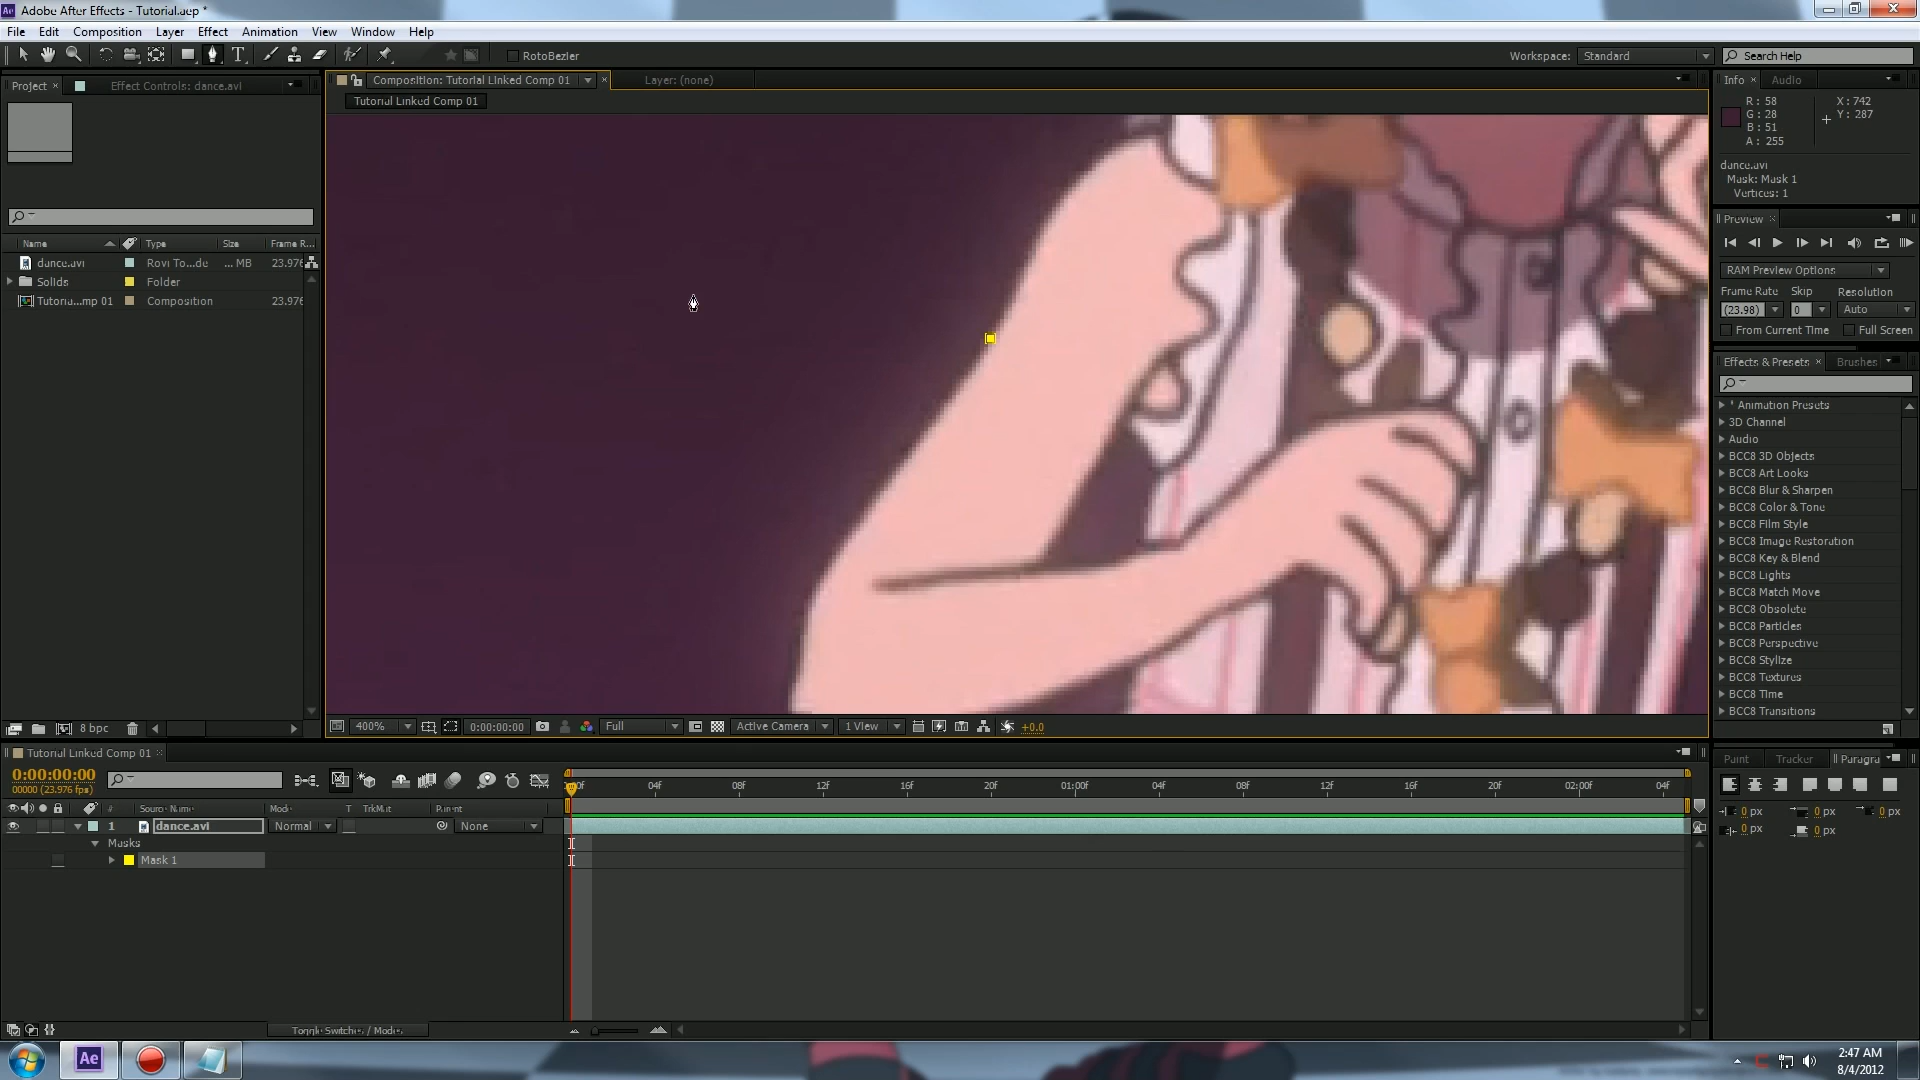 Adobe After Effects - Tutorial.aep *
File Edit Composition Layer Effect Animation View Window Help
RotoBezier
Workspace: Standard
Search Help
Project
Effect Controls: dance.avi
Composition: Tutorial Linked Comp 01
Layer: (none)
Tutorial Linked Comp 01
Name Type Size Frame R...
dance.avi Rovi To...de ... MB 23.976
Solids Folder
Tutoria...mp 01 Composition 23.976
8 bpc
400% 0:00:00:00 Full Active Camera 1 View +0.0
Info Audio
R : 58
G : 28
B : 51
A : 255
X : 742
Y : 287
dance.avi
Mask: Mask 1
Vertices: 1
Preview
RAM Preview Options
Frame Rate Skip Resolution
(23.98) 0 Auto
From Current Time Full Screen
Effects & Presets Brushes
* Animation Presets
3D Channel
Audio
BCC8 3D Objects
BCC8 Art Looks
BCC8 Blur & Sharpen
BCC8 Color & Tone
BCC8 Film Style
BCC8 Image Restoration
BCC8 Key & Blend
BCC8 Lights
BCC8 Match Move
BCC8 Obsolete
BCC8 Particles
BCC8 Perspective
BCC8 Stylize
BCC8 Textures
BCC8 Time
BCC8 Transitions
Paint Tracker Paragra
0 px 0 px 0 px
0 px 0 px
Tutorial Linked Comp 01
0:00:00:00
00000 (23.976 fps)
04f 08f 12f 16f 20f 01:00f 04f 08f 12f 16f 20f 02:00f 04f
# Source Name Mode T TrkMat Parent
1 dance.avi Normal None
Masks
Mask 1
Toggle Switches / Modes
Ae
2:47 AM
8/4/2012